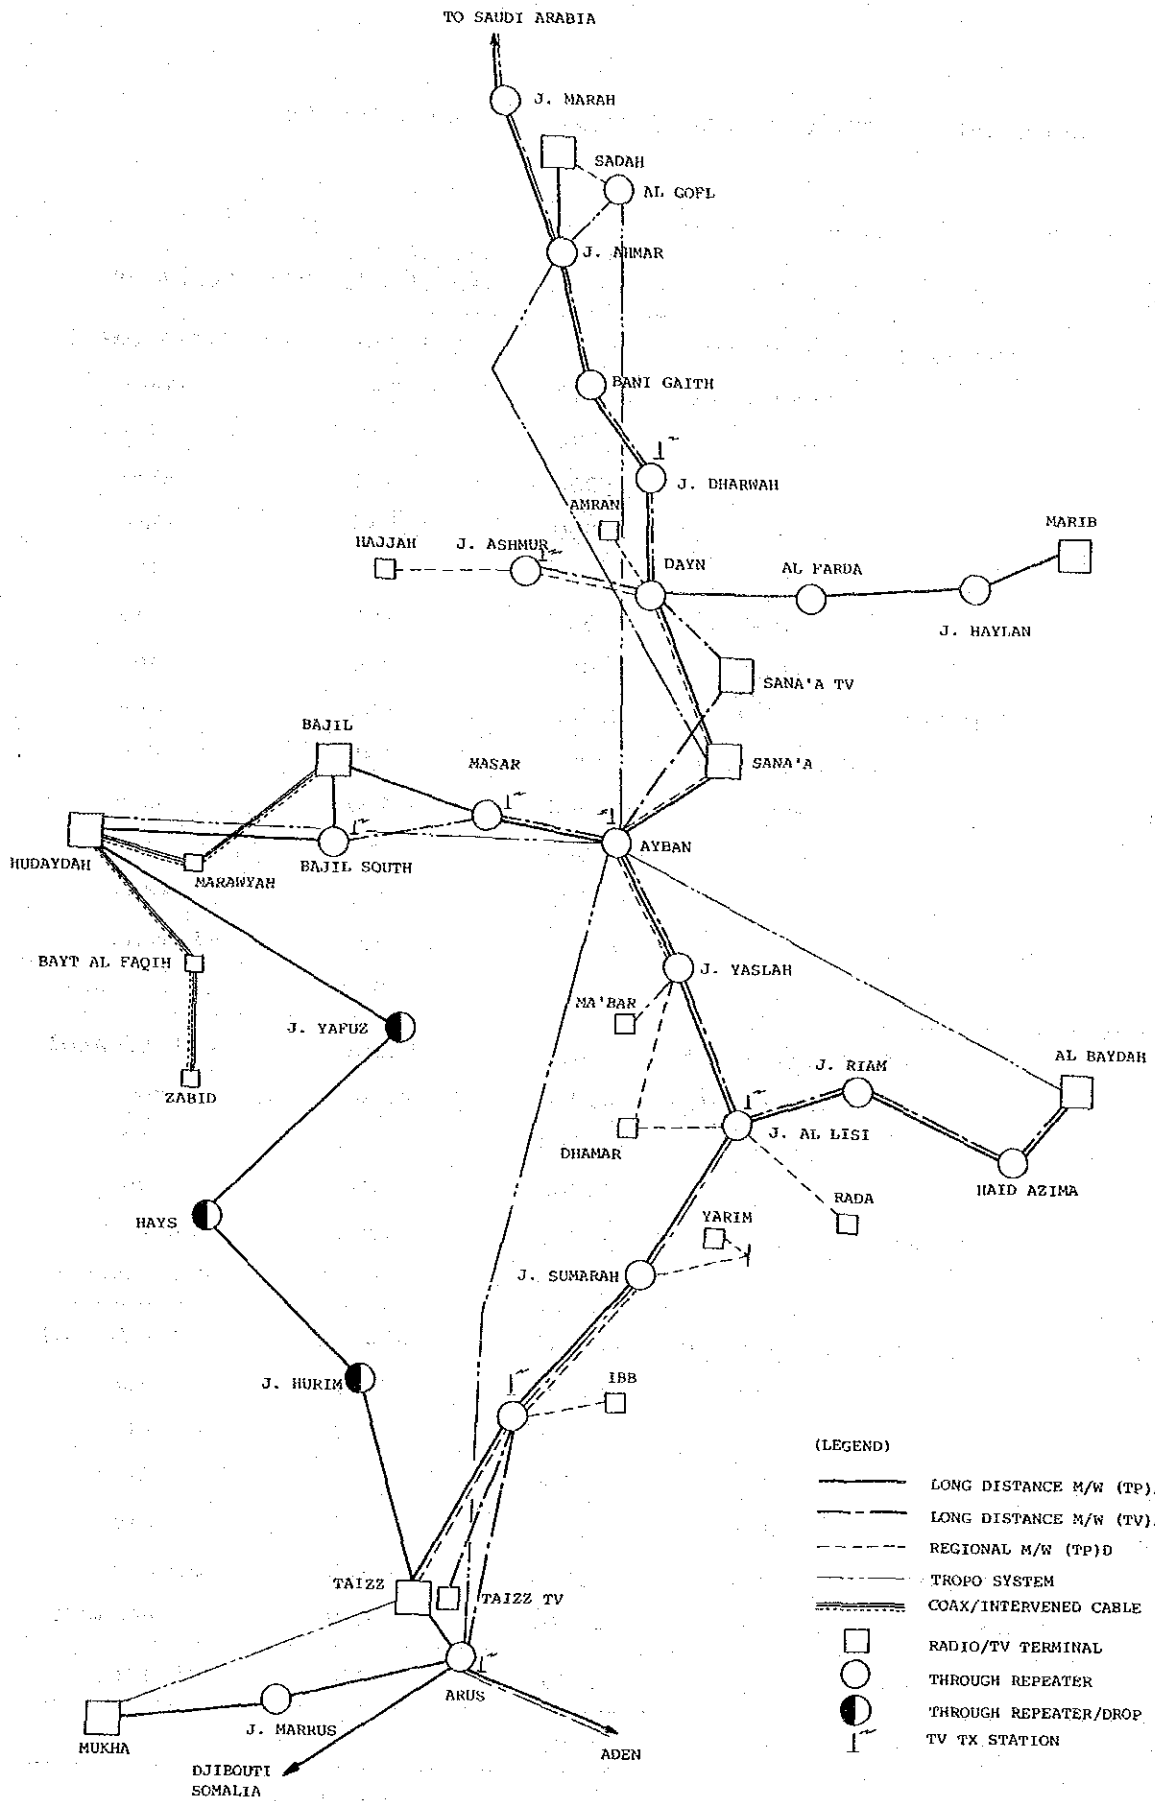 TO SAUDI ARABIA
J. MARAH
SADAH
AL GOFL
J. AHMAR
BANI GAITH
J. DHARWAH
AMRAN
MARIB
HAJJAH
J. ASHMUR
DAYN
AL FARDA
J. HAYLAN
SANA'A TV
BAJIL
MASAR
SANA'A
HUDAYDAH
MARAWYAH
BAJIL SOUTH
AYBAN
BAYT AL FAQIH
J. YASLAH
MA'BAR
J. YAFUZ
ZABID
J. RIAM
AL BAYDAH
DHAMAR
J. AL LISI
HAID AZIMA
HAYS
YARIM
RADA
J. SUMARAH
J. HURIM
IBB
(LEGEND)
LONG DISTANCE M/W (TP).
LONG DISTANCE M/W (TV).
REGIONAL M/W (TP)D
TROPO SYSTEM
COAX/INTERVENED CABLE
RADIO/TV TERMINAL
THROUGH REPEATER
THROUGH REPEATER/DROP
TV TX STATION
TAIZZ
TAIZZ TV
ARUS
J. MARRUS
MUKHA
ADEN
DJIBOUTI
SOMALIA